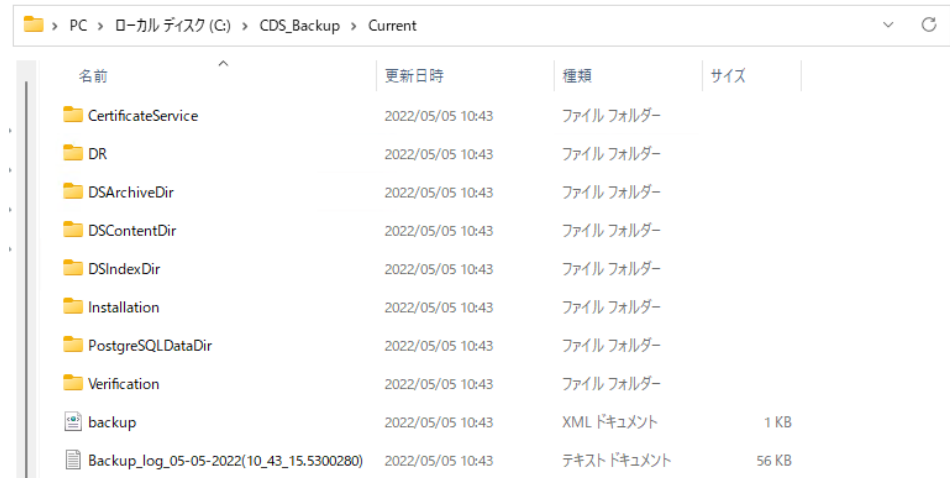 PC > ローカル ディスク (C:) > CDS_Backup > Current
名前 更新日時 種類 サイズ
CertificateService 2022/05/05 10:43 ファイル フォルダー
DR 2022/05/05 10:43 ファイル フォルダー
DSArchiveDir 2022/05/05 10:43 ファイル フォルダー
DSContentDir 2022/05/05 10:43 ファイル フォルダー
DSIndexDir 2022/05/05 10:43 ファイル フォルダー
Installation 2022/05/05 10:43 ファイル フォルダー
PostgreSQLDataDir 2022/05/05 10:43 ファイル フォルダー
Verification 2022/05/05 10:43 ファイル フォルダー
backup 2022/05/05 10:43 XML ドキュメント 1 KB
Backup_log_05-05-2022(10_43_15.5300280) 2022/05/05 10:43 テキスト ドキュメント 56 KB